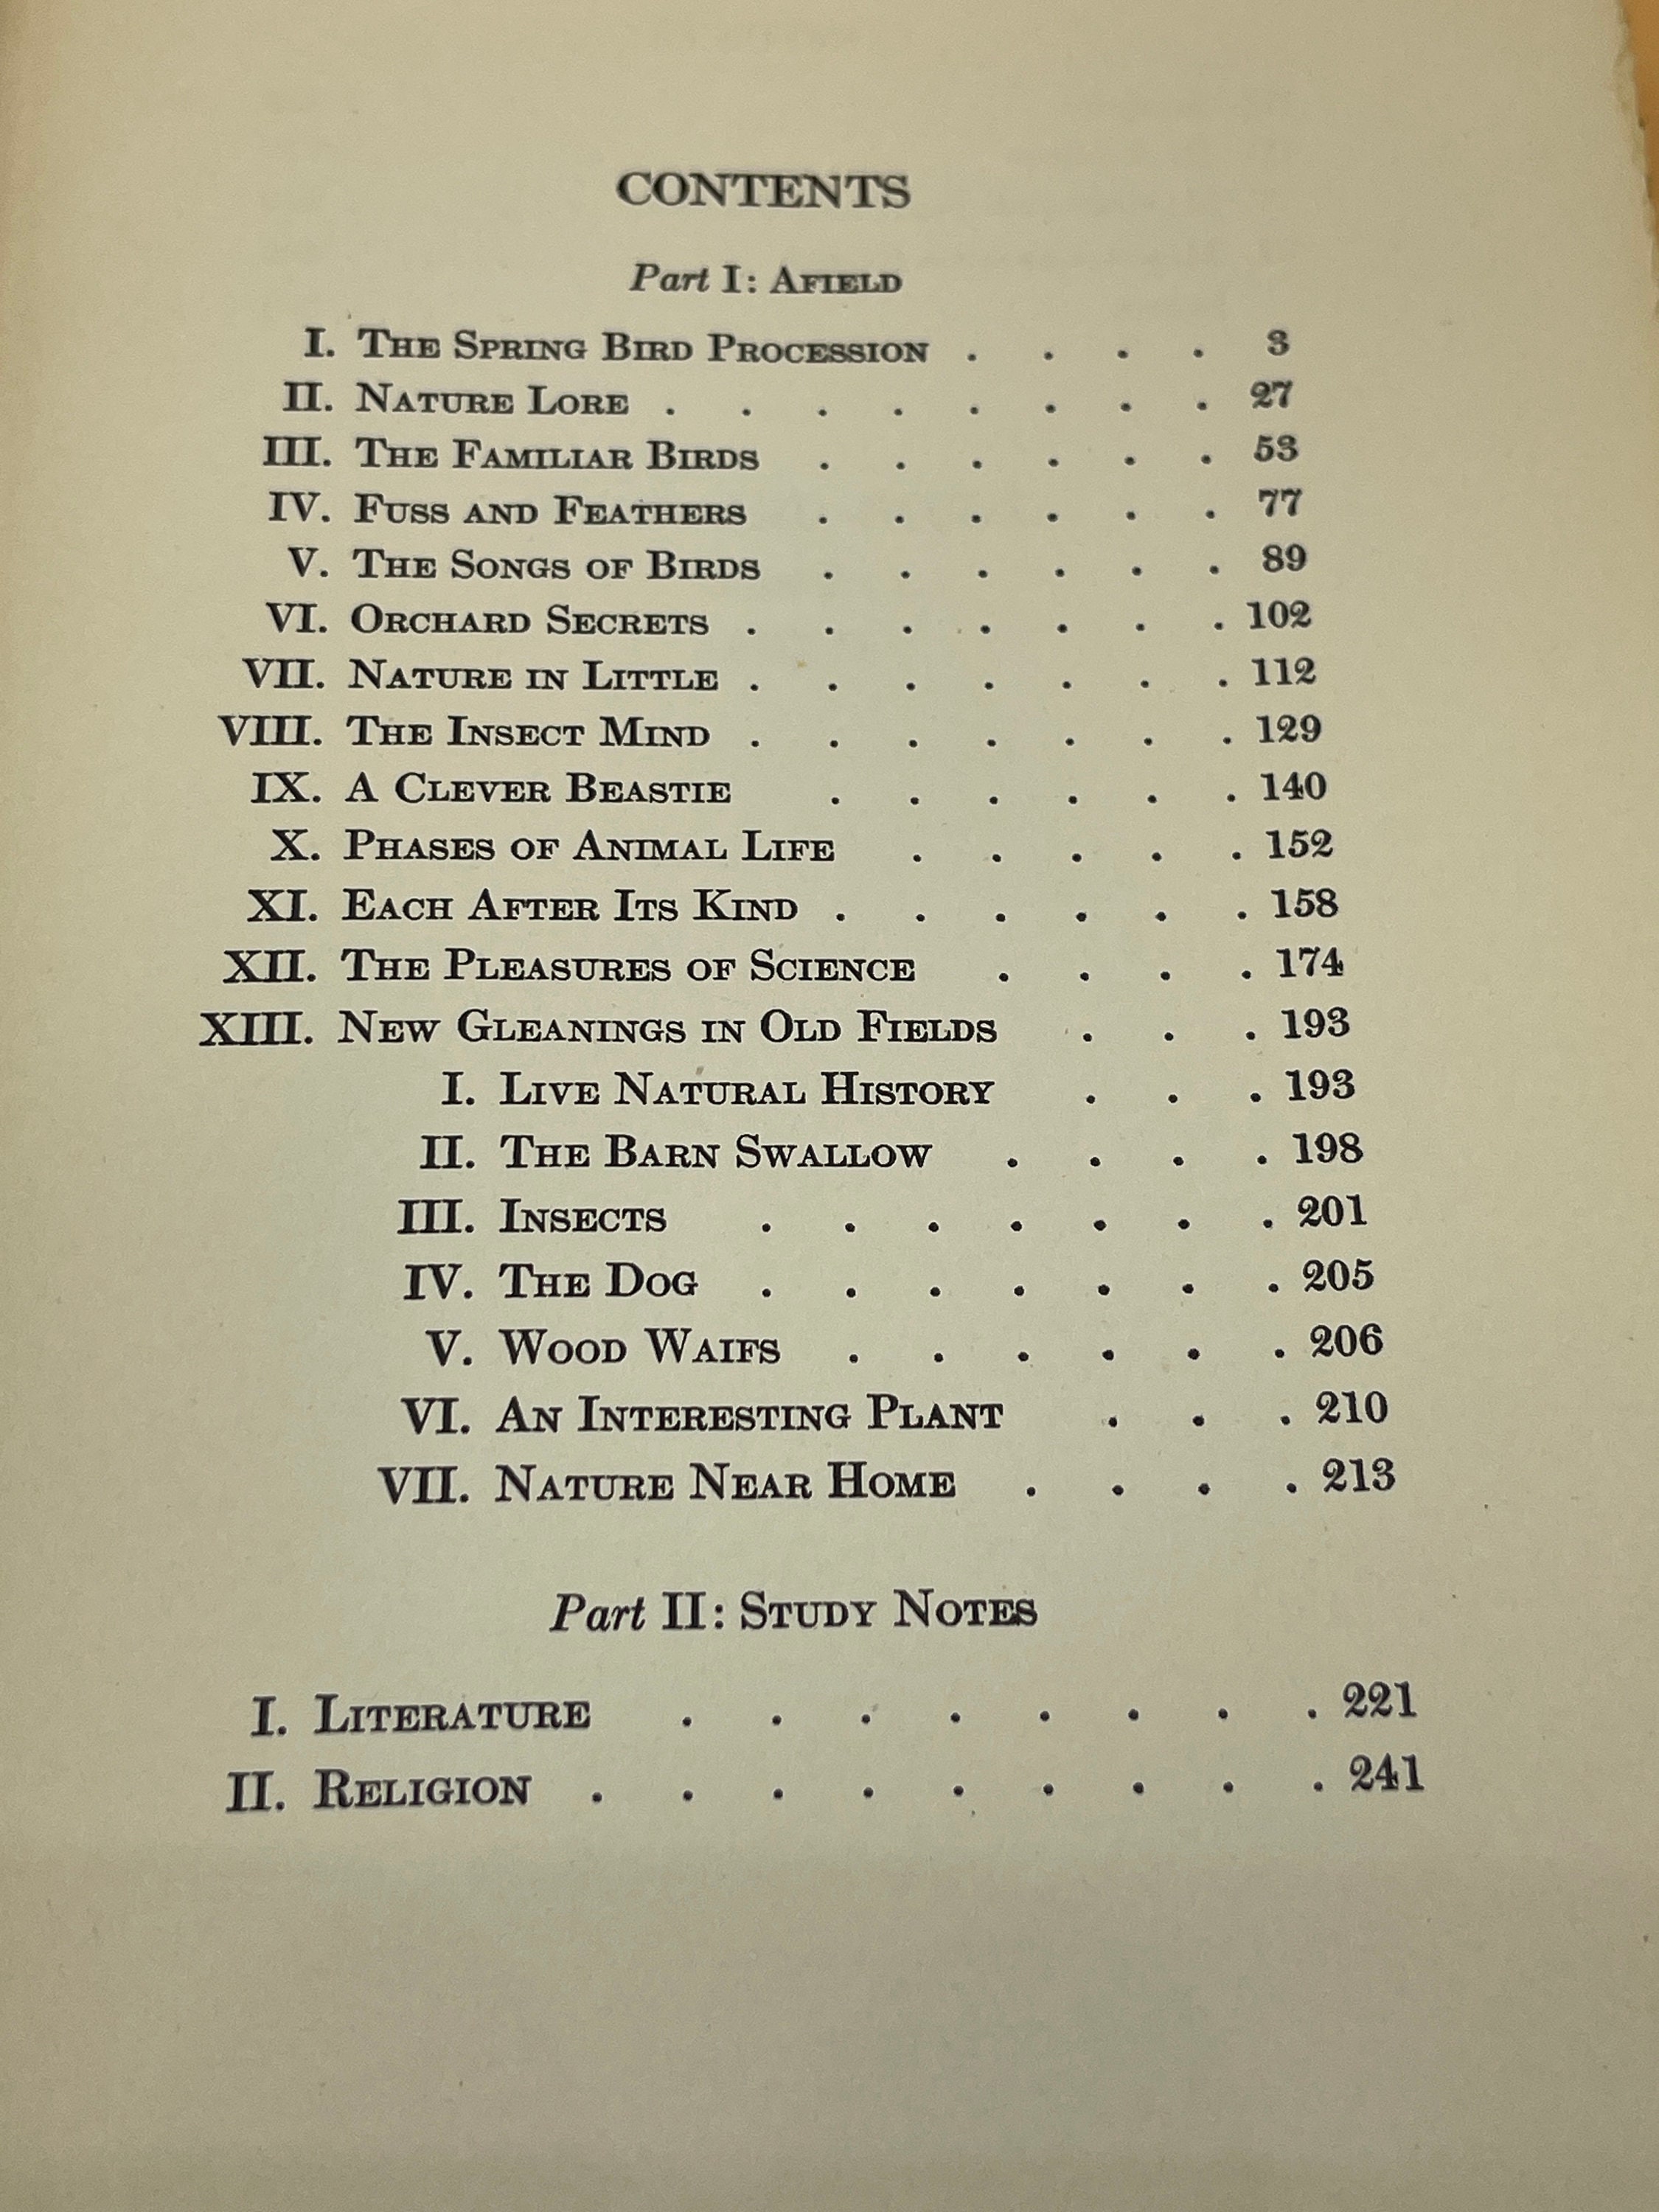 CONTENTS
Part I: AFIELD
I. THE SPRING BIRD PROCESSION . . . . 3
II. NATURE LORE . . . . . . . . 27
III. THE FAMILIAR BIRDS . . . . . . 53
IV. FUSS AND FEATHERS . . . . . . 77
V. THE SONGS OF BIRDS . . . . . . 89
VI. ORCHARD SECRETS . . . . . . . 102
VII. NATURE IN LITTLE . . . . . . . 112
VIII. THE INSECT MIND . . . . . . . 129
IX. A CLEVER BEASTIE . . . . . . 140
X. PHASES OF ANIMAL LIFE . . . . . 152
XI. EACH AFTER ITS KIND . . . . . . 158
XII. THE PLEASURES OF SCIENCE . . . . 174
XIII. NEW GLEANINGS IN OLD FIELDS . . . 193
I. LIVE NATURAL HISTORY . . . 193
II. THE BARN SWALLOW . . . . 198
III. INSECTS . . . . . . . 201
IV. THE DOG . . . . . . . 205
V. WOOD WAIFS . . . . . . 206
VI. AN INTERESTING PLANT . . . 210
VII. NATURE NEAR HOME . . . . 213
Part II: STUDY NOTES
I. LITERATURE . . . . . . . . 221
II. RELIGION . . . . . . . . . 241